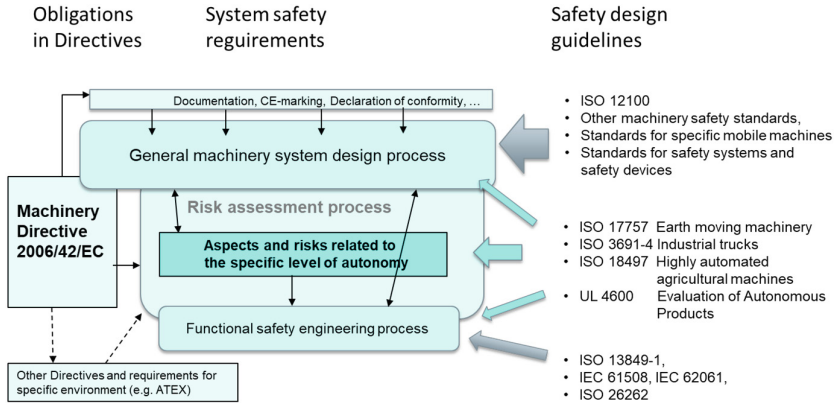 Obligations
in Directives
System safety
reguirements
Safety design
guidelines
Documentation, CE-marking, Declaration of conformity, ...
General machinery system design process
Risk assessment process
Machinery
Directive
2006/42/EC
Aspects and risks related to
the specific level of autonomy
Functional safety engineering process
Other Directives and requirements for
specific environment (e.g. ATEX)
• ISO 12100
• Other machinery safety standards,
• Standards for specific mobile machines
• Standards for safety systems and
safety devices
• ISO 17757 Earth moving machinery
• ISO 3691-4 Industrial trucks
• ISO 18497 Highly automated
agricultural machines
• UL 4600 Evaluation of Autonomous
Products
• ISO 13849-1,
• IEC 61508, IEC 62061,
• ISO 26262